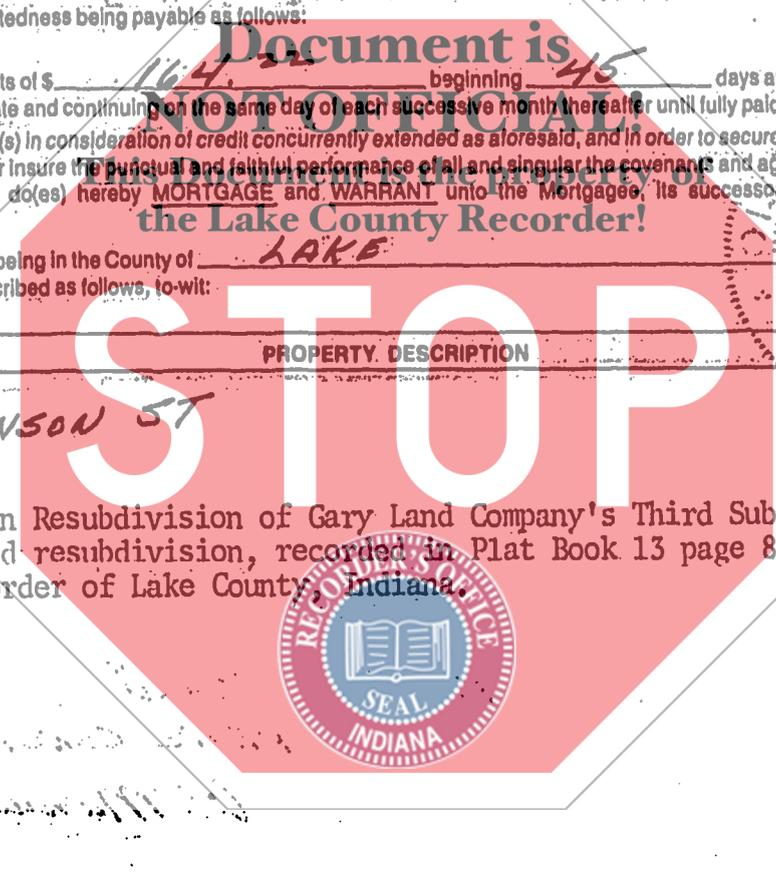 tedness being payable as follows:
Document is
ts of $ 164.22 beginning 45 days a
te and continuing on the same day of each successive month thereafter until fully paid
NOT OFFICIAL!
(s) in consideration of credit concurrently extended as aforesaid, and in order to secure
r insure the punctual and faithful performance of all and singular the covenants and ag
This Document is the property of
do(es) hereby MORTGAGE and WARRANT unto the Mortgagee, its successo
the Lake County Recorder!
being in the County of LAKE
cribed as follows, to-wit:
STOP
PROPERTY DESCRIPTION
NSON ST
n Resubdivision of Gary Land Company's Third Sub
d resubdivision, recorded in Plat Book 13 page 8
rder of Lake County, Indiana.
RECORDER'S OFFICE
SEAL
INDIANA